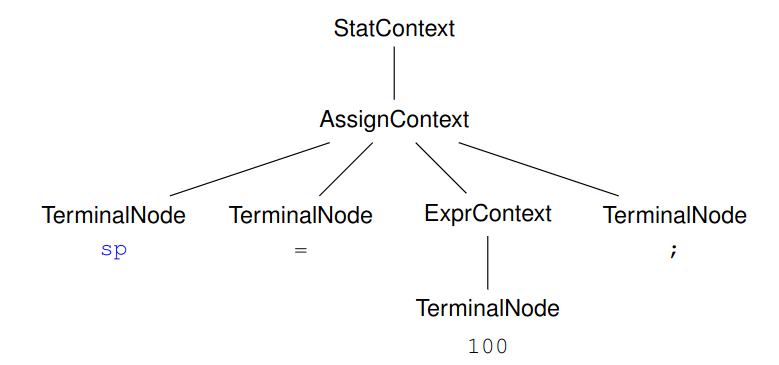 StatContext
AssignContext
TerminalNode TerminalNode ExprContext TerminalNode
sp = ;
TerminalNode
100